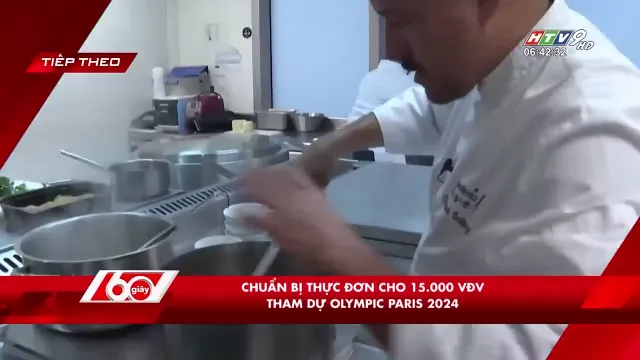 TIẾP THEO
HTV9 HD
06:42:32
60 giây
CHUẨN BỊ THỰC ĐƠN CHO 15.000 VĐV
THAM DỰ OLYMPIC PARIS 2024